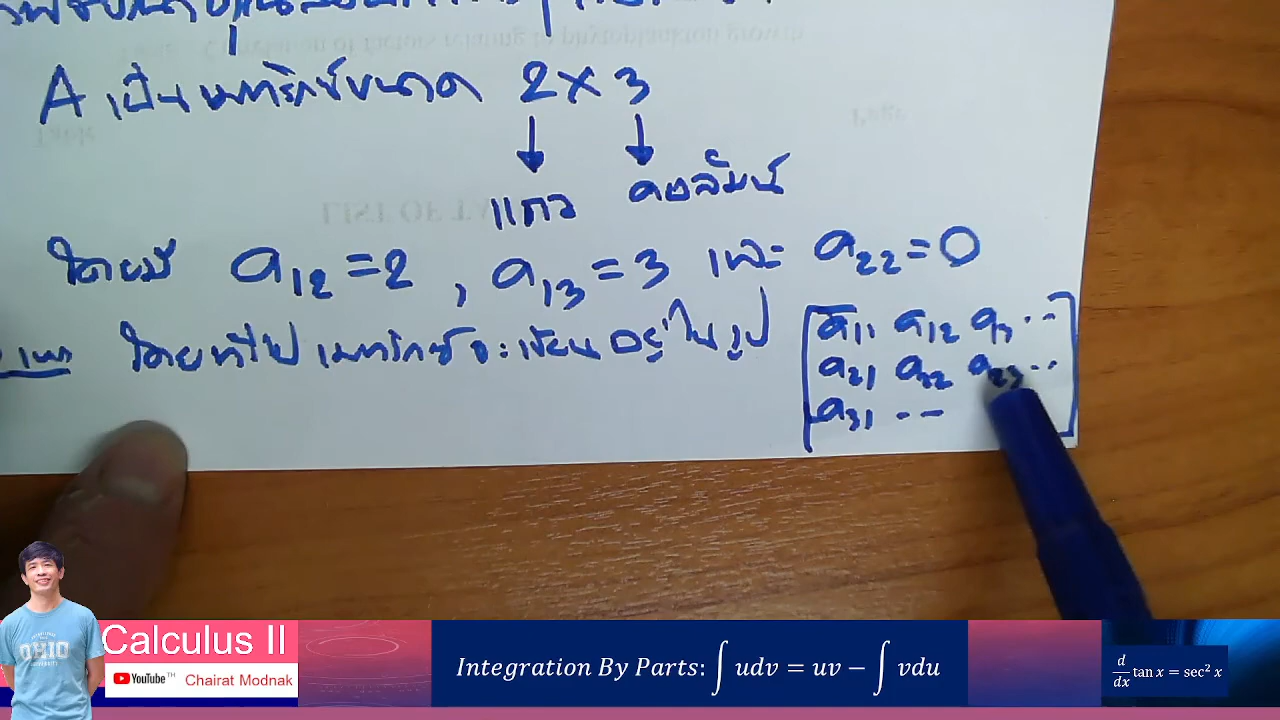 A เป็นเมทริกซ์ขนาด 2 × 3
แถว คอลัมน์
โดยมี a₁₂ = 2 , a₁₃ = 3 และ a₂₂ = 0
โดยทั่วไป เมทริกซ์จะเขียนอยู่ในรูป
a₁₁ a₁₂ a₁₃ ...
a₂₁ a₂₂ a₂₃ ...
a₃₁ ...
OHIO
Calculus II
YouTube™ Chairat Modnak
Integration By Parts: ∫ udv = uv − ∫ vdu
d/dx tan x = sec² x